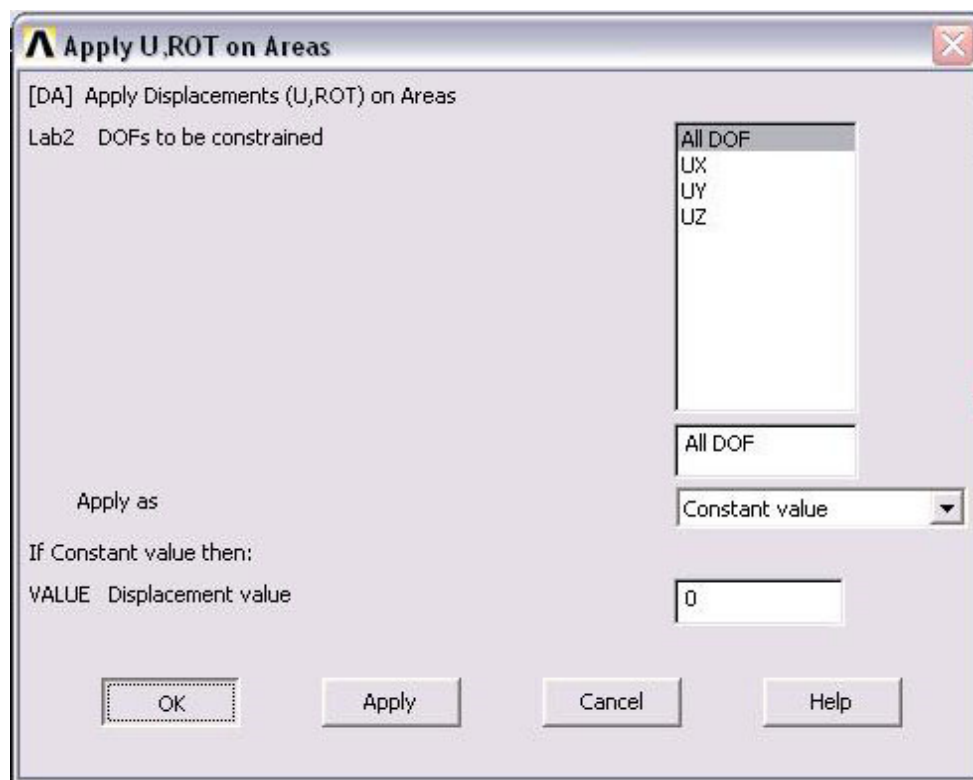 Apply U,ROT on Areas
[DA] Apply Displacements (U,ROT) on Areas
Lab2 DOFs to be constrained
All DOF
UX
UY
UZ
All DOF
Apply as
Constant value
If Constant value then:
VALUE Displacement value
0
OK Apply Cancel Help